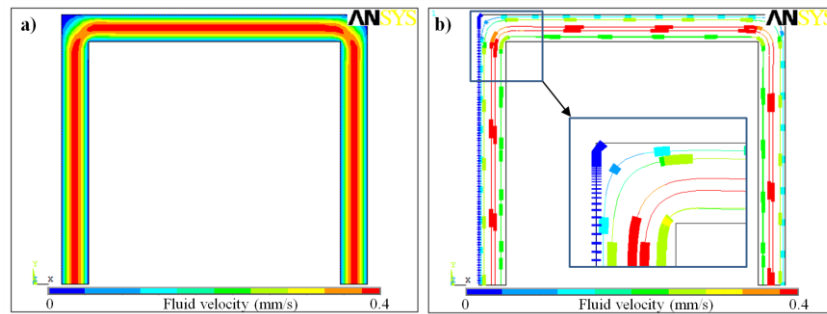 a)
ANSYS
X
0
Fluid velocity (mm/s)
0.4
b)
ANSYS
X
0
Fluid velocity (mm/s)
0.4